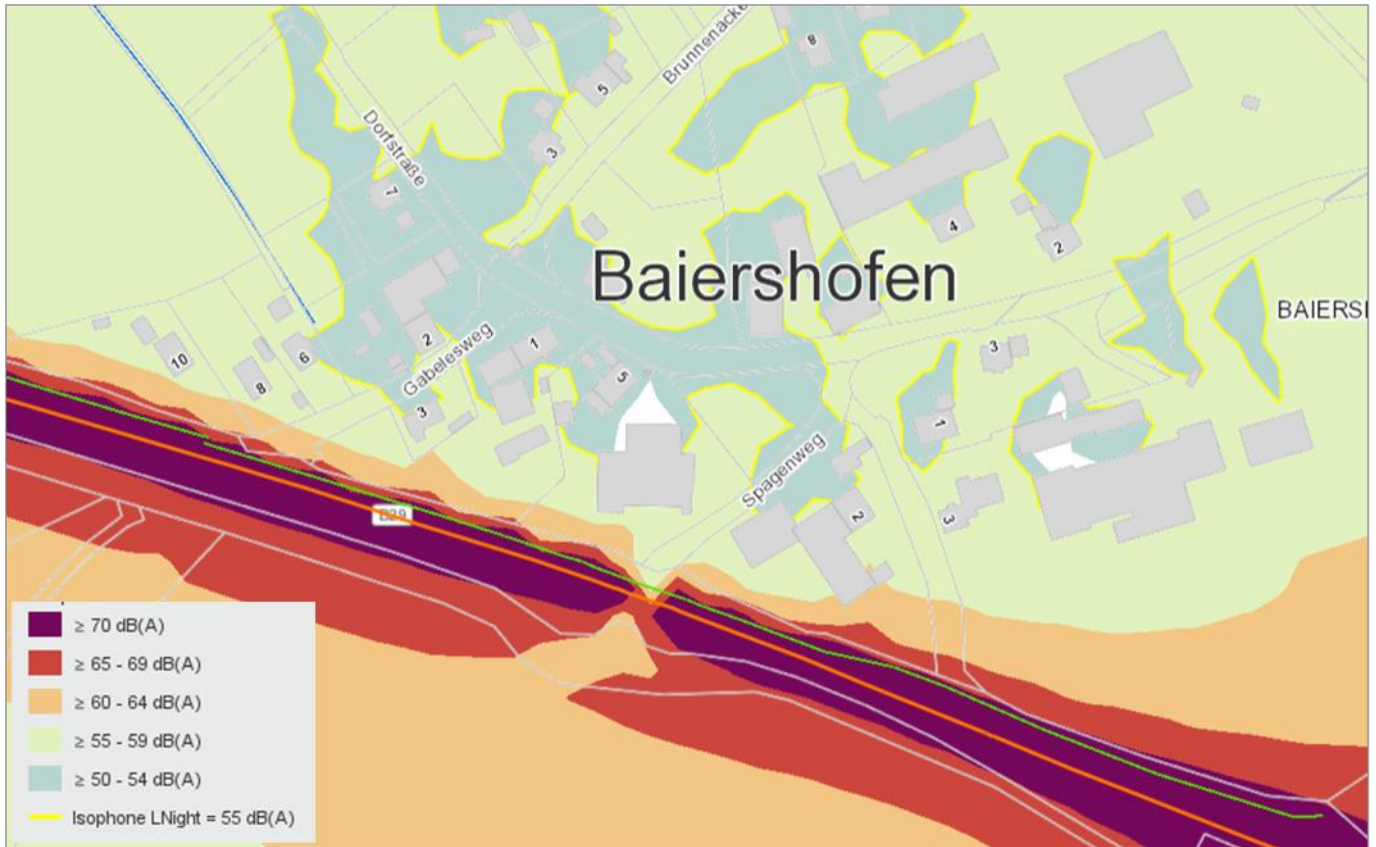 8
Brunnenäcke
5
Dorfstraße
3
7
4
2
Baiershofen
BAIERSI
2
1
3
6
10
Gabelesweg
8
5
3
1
Spagenweg
2
3
B29
≥ 70 dB(A)
≥ 65 - 69 dB(A)
≥ 60 - 64 dB(A)
≥ 55 - 59 dB(A)
≥ 50 - 54 dB(A)
Isophone LNight = 55 dB(A)